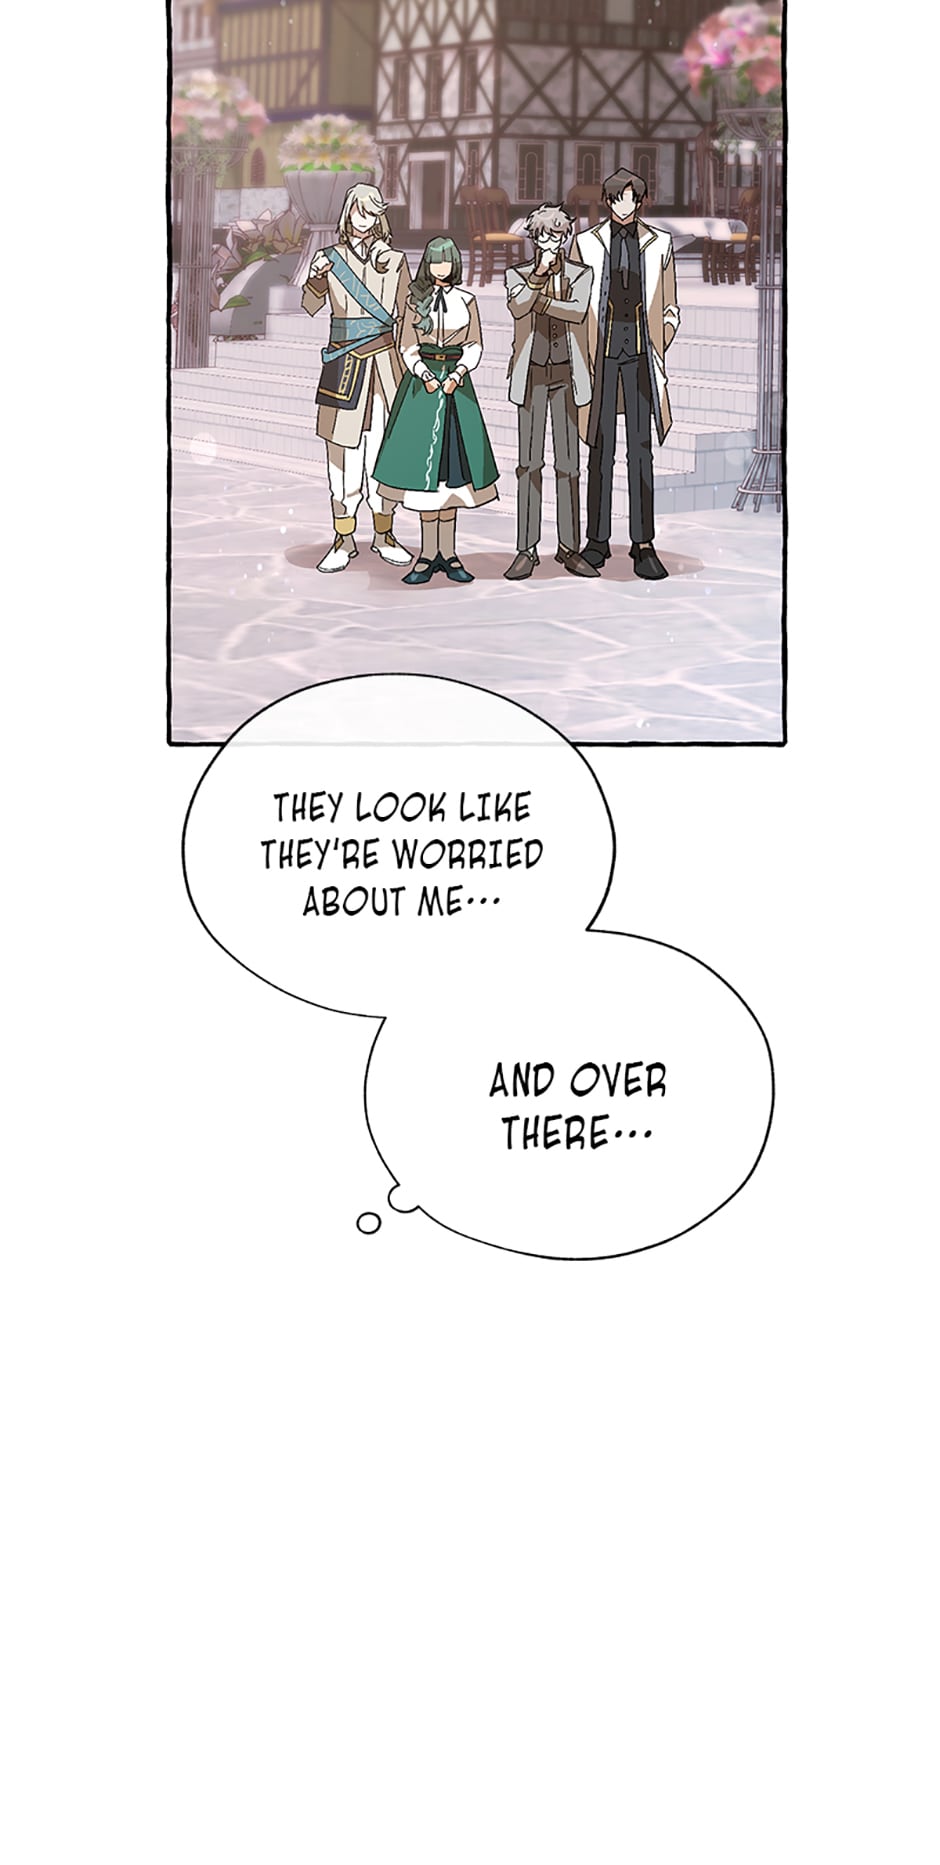 THEY LOOK LIKE
THEY'RE WORRIED
ABOUT ME...
AND OVER
THERE...